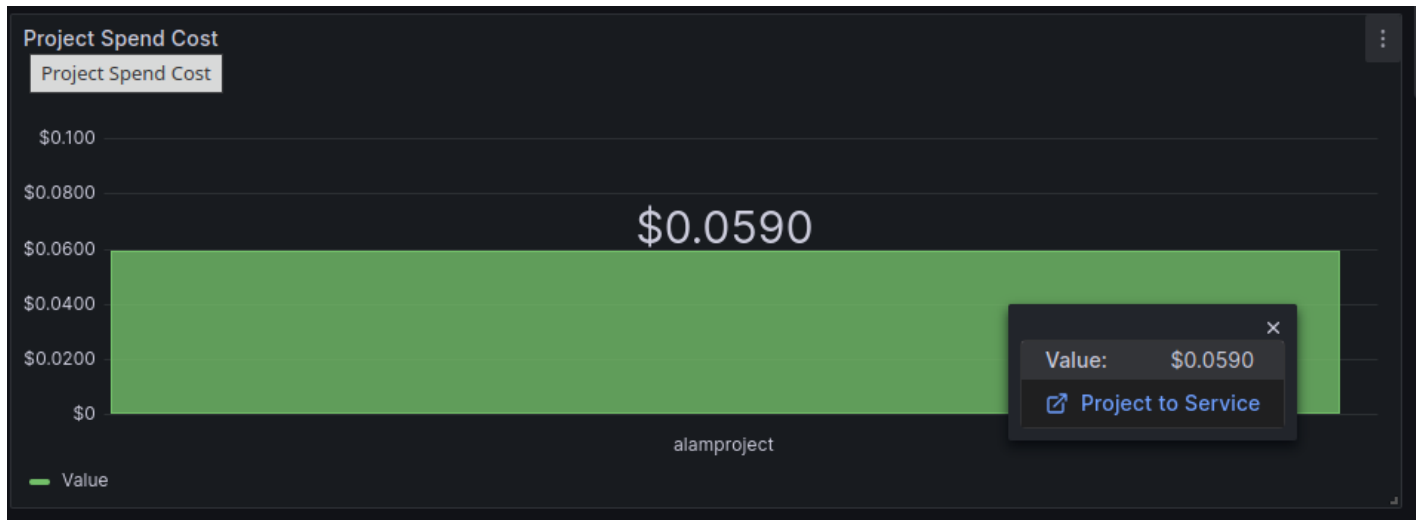 Project Spend Cost
Project Spend Cost
$0.100
$0.0800
$0.0590
$0.0600
$0.0400
Value: $0.0590
$0.0200
Project to Service
$0
alamproject
Value